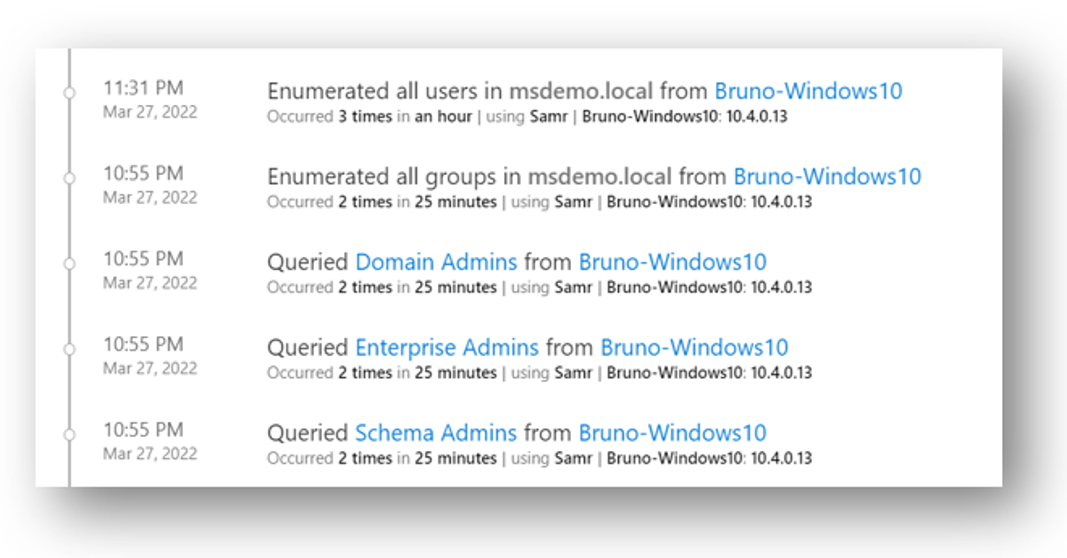 11:31 PM
Mar 27, 2022
Enumerated all users in msdemo.local from Bruno-Windows10
Occurred 3 times in an hour | using Samr | Bruno-Windows10: 10.4.0.13
10:55 PM
Mar 27, 2022
Enumerated all groups in msdemo.local from Bruno-Windows10
Occurred 2 times in 25 minutes | using Samr | Bruno-Windows10: 10.4.0.13
10:55 PM
Mar 27, 2022
Queried Domain Admins from Bruno-Windows10
Occurred 2 times in 25 minutes | using Samr | Bruno-Windows10: 10.4.0.13
10:55 PM
Mar 27, 2022
Queried Enterprise Admins from Bruno-Windows10
Occurred 2 times in 25 minutes | using Samr | Bruno-Windows10: 10.4.0.13
10:55 PM
Mar 27, 2022
Queried Schema Admins from Bruno-Windows10
Occurred 2 times in 25 minutes | using Samr | Bruno-Windows10: 10.4.0.13